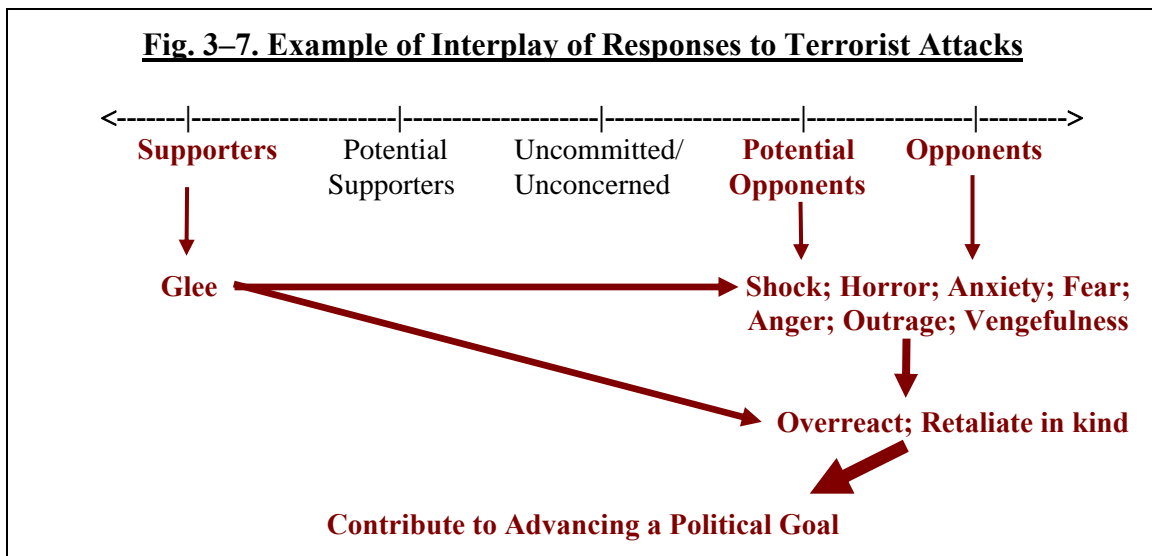 Fig. 3–7. Example of Interplay of Responses to Terrorist Attacks
<-------|--------------------|-------------------|-------------------|----------------|--------->
Supporters Potential Uncommitted/ Potential Opponents
Supporters Unconcerned Opponents
Glee Shock; Horror; Anxiety; Fear;
Anger; Outrage; Vengefulness
Overreact; Retaliate in kind
Contribute to Advancing a Political Goal